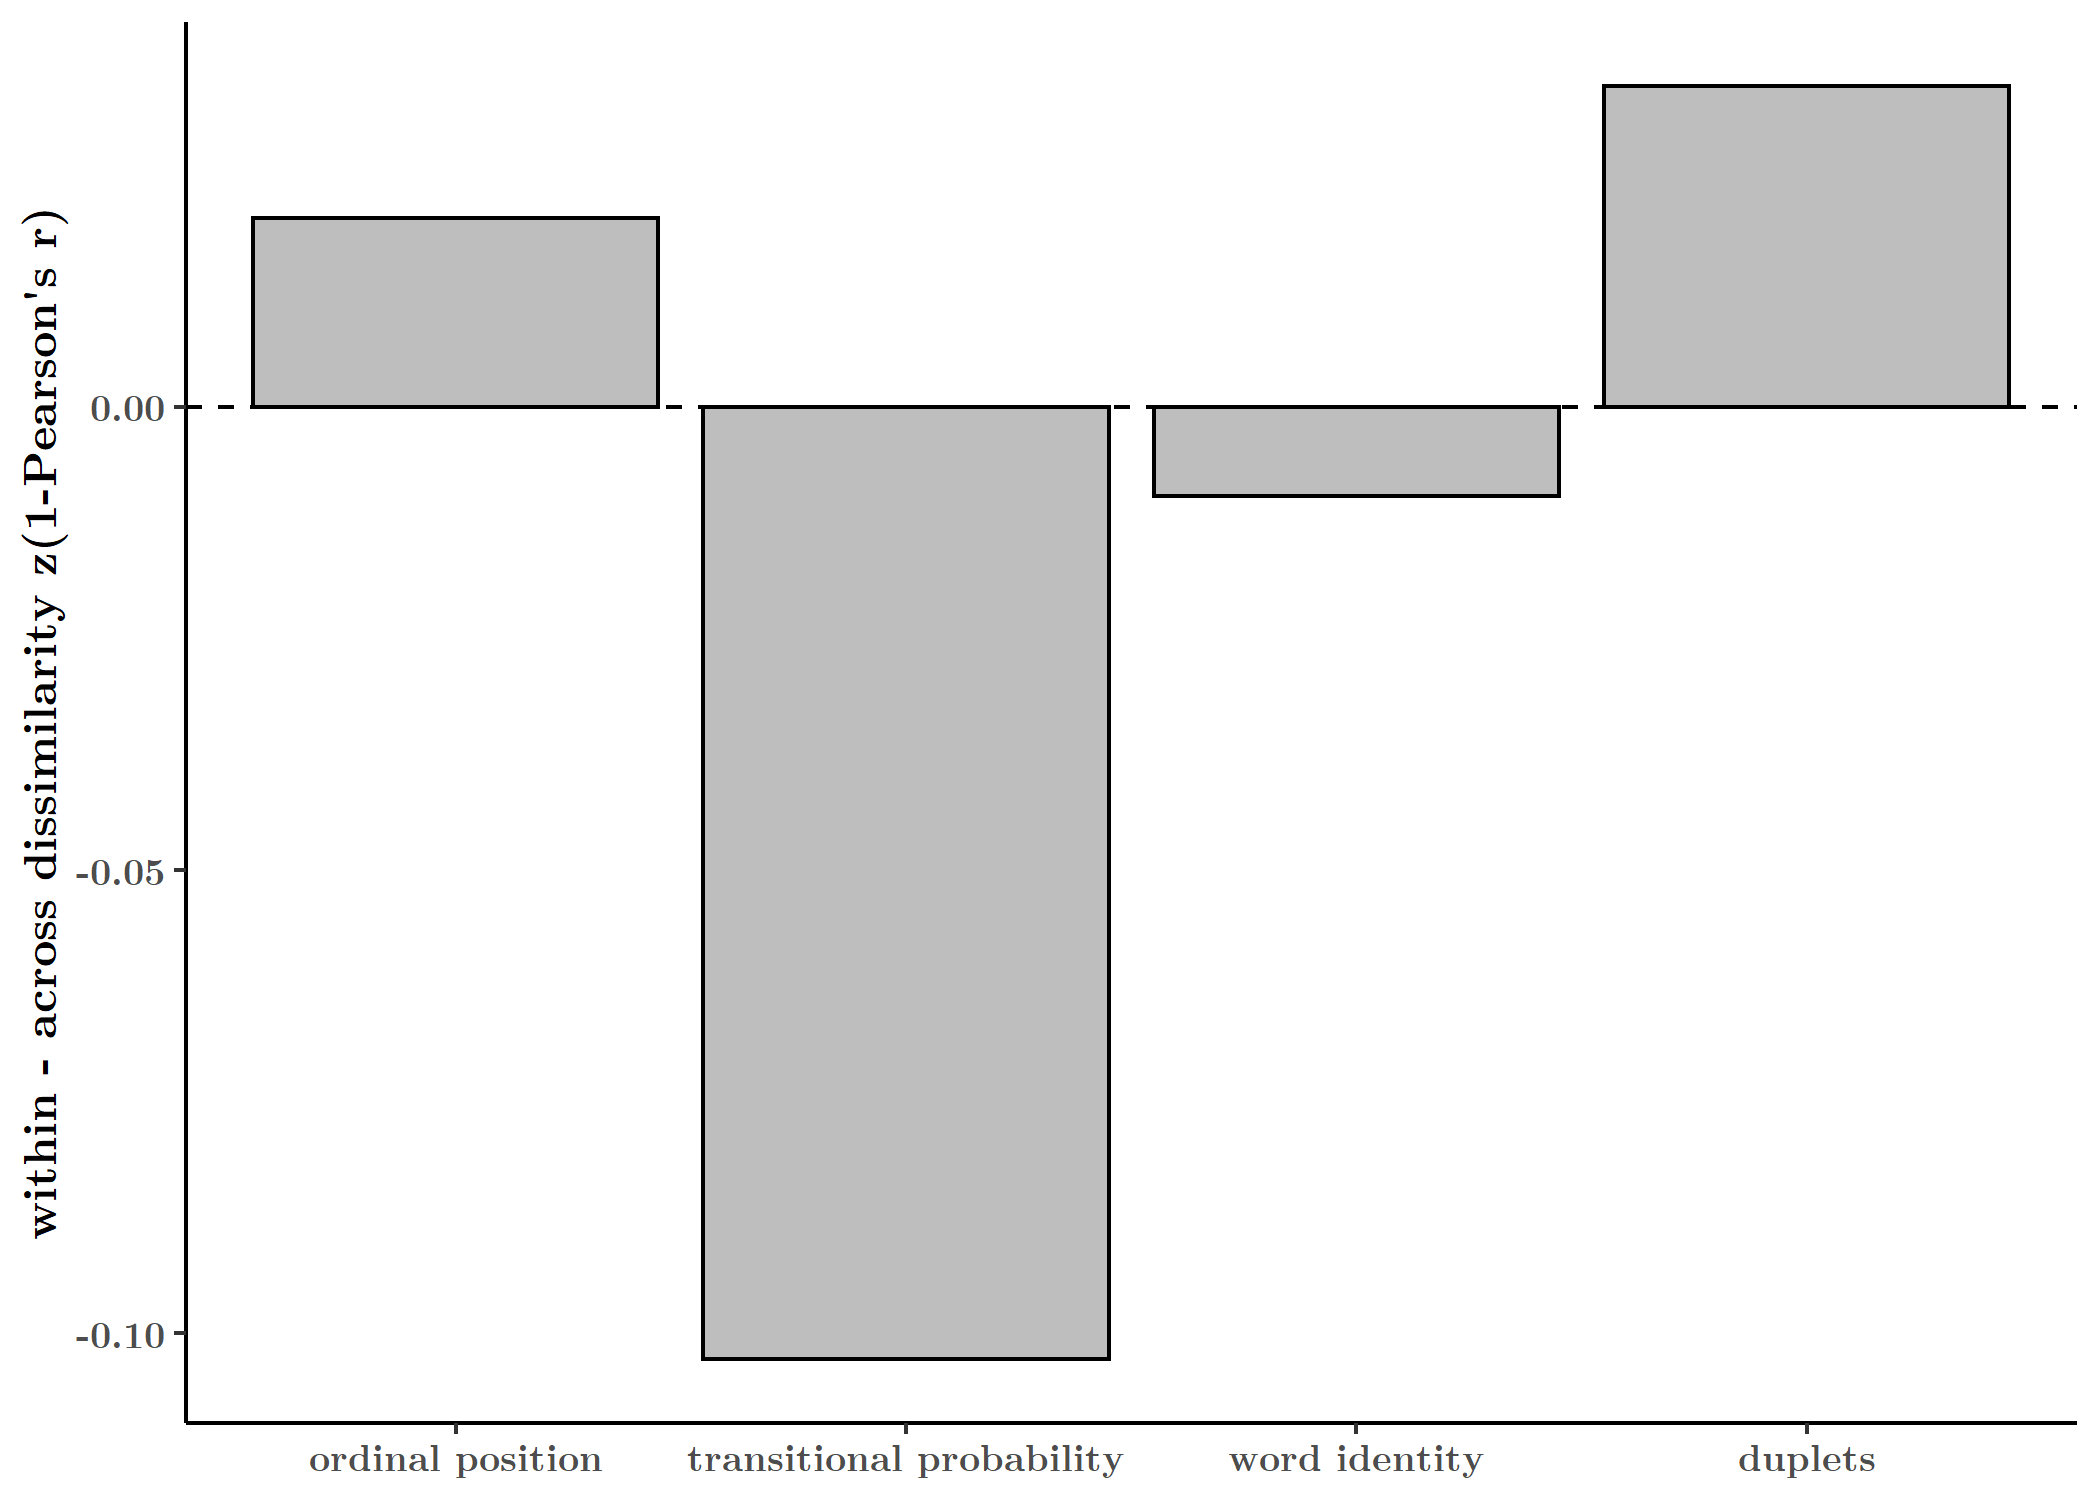 within - across dissimilarity z(1-Pearson's r)
0.00
-0.05
-0.10
ordinal position
transitional probability
word identity
duplets